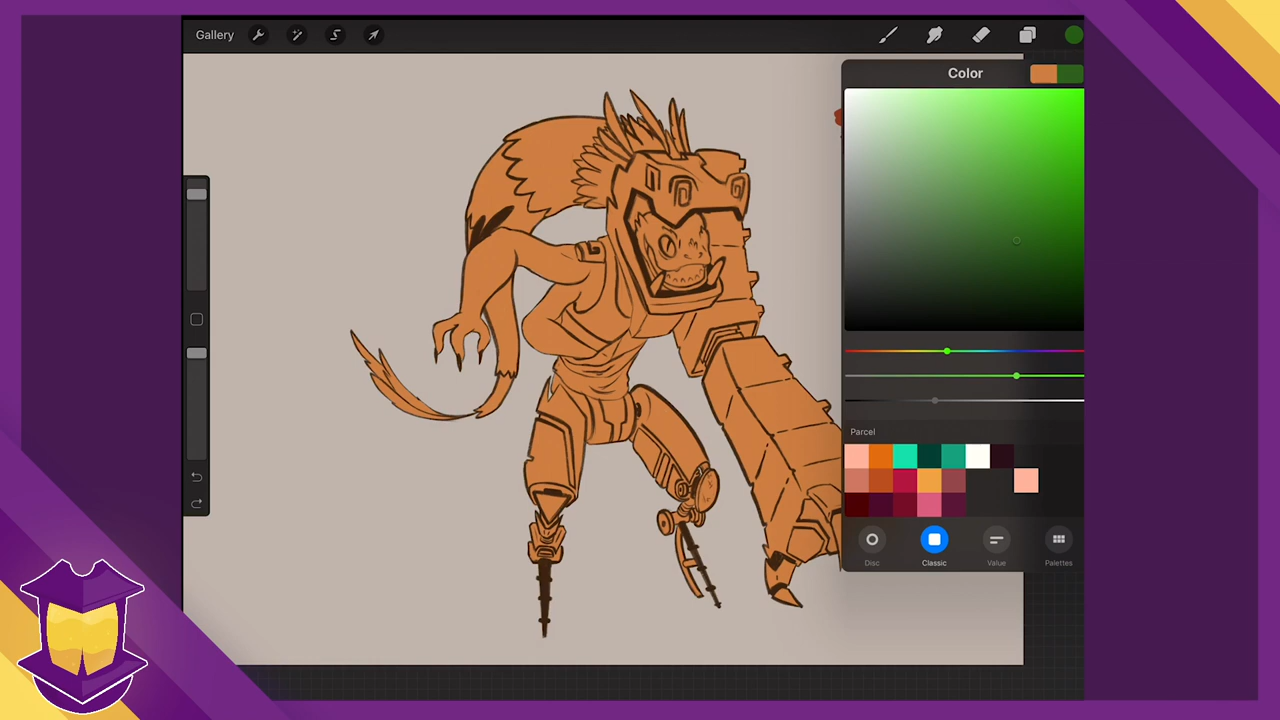 Gallery
Color
Parcel
Disc
Classic
Value
Palettes